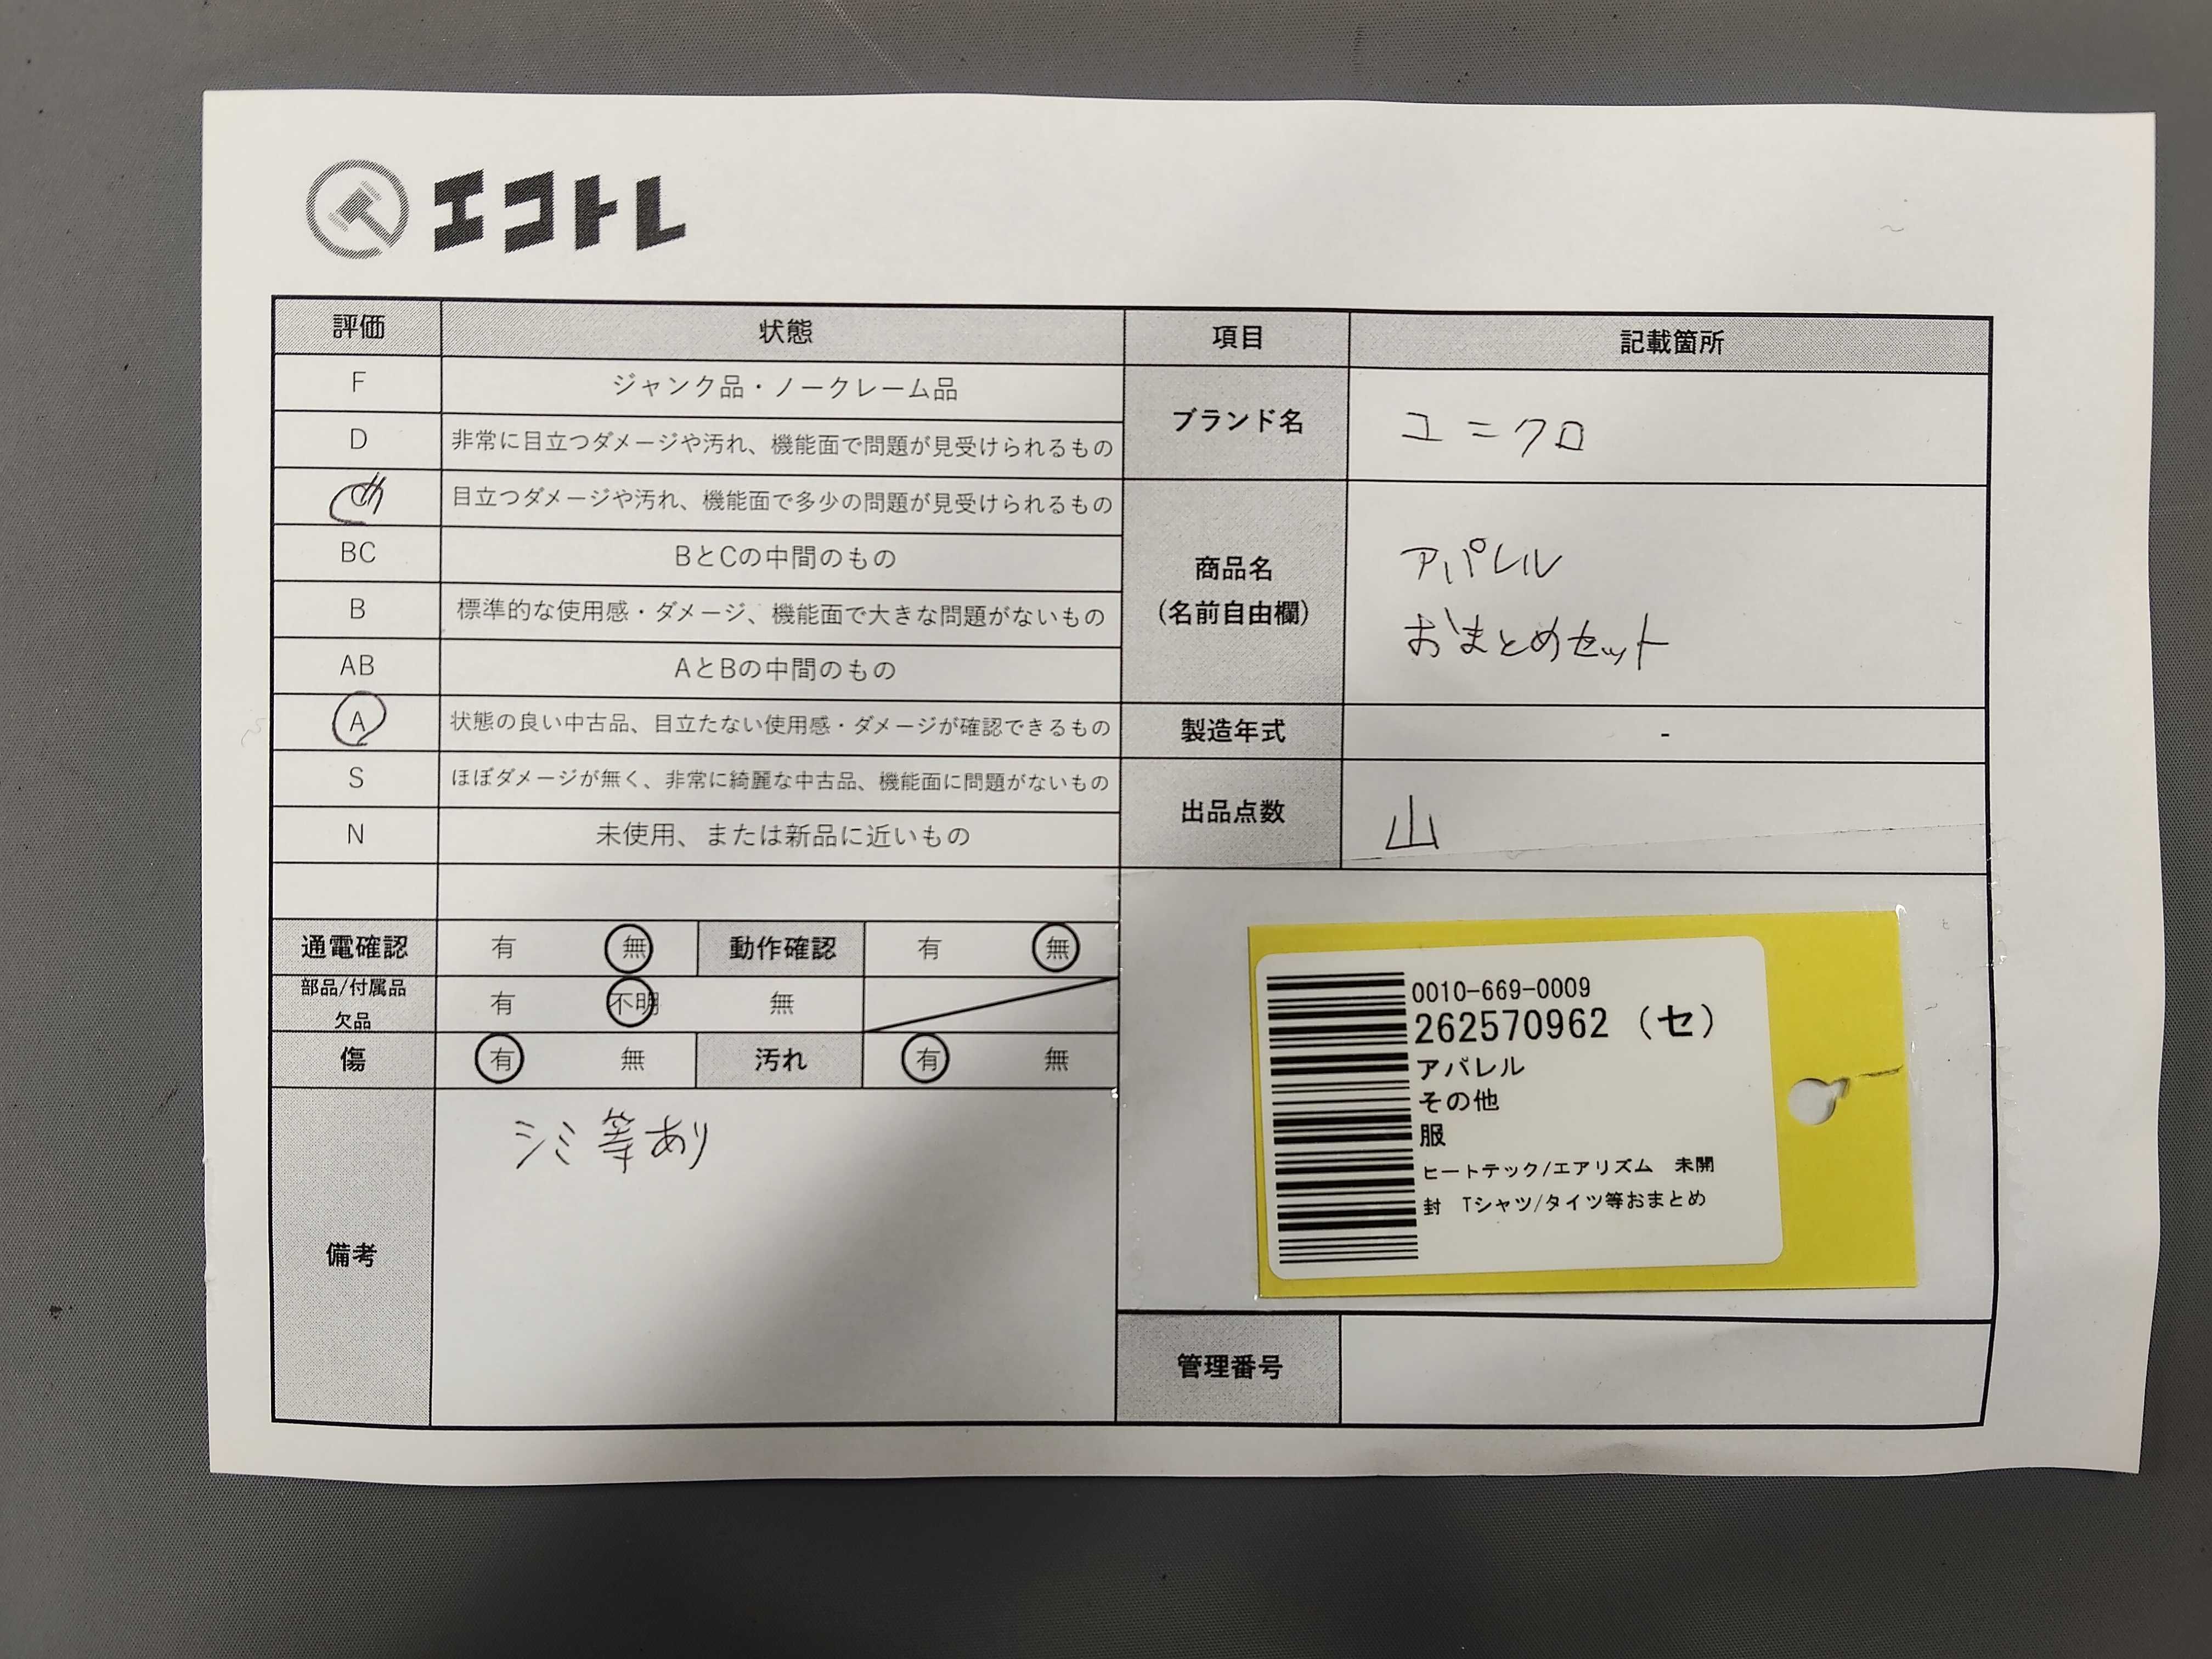 エコトレ
評価 状態 項目 記載箇所
F ジャンク品・ノークレーム品
D 非常に目立つダメージや汚れ、機能面で問題が見受けられるもの
C 目立つダメージや汚れ、機能面で多少の問題が見受けられるもの
BC BとCの中間のもの
B 標準的な使用感・ダメージ、機能面で大きな問題がないもの
AB AとBの中間のもの
A 状態の良い中古品、目立たない使用感・ダメージが確認できるもの
S ほぼダメージが無く、非常に綺麗な中古品、機能面に問題がないもの
N 未使用、または新品に近いもの
通電確認 有 無 動作確認 有 無
部品/付属品
欠品 有 不明 無
傷 有 無 汚れ 有 無
備考 シミ等あり
ブランド名 ユニクロ
商品名
(名前自由欄)
アパレル
おまとめセット
製造年式 -
出品点数 山
0010-669-0009
262570962 (セ)
アパレル
その他
服
ヒートテック/エアリズム 未開
封 Tシャツ/タイツ等おまとめ
管理番号